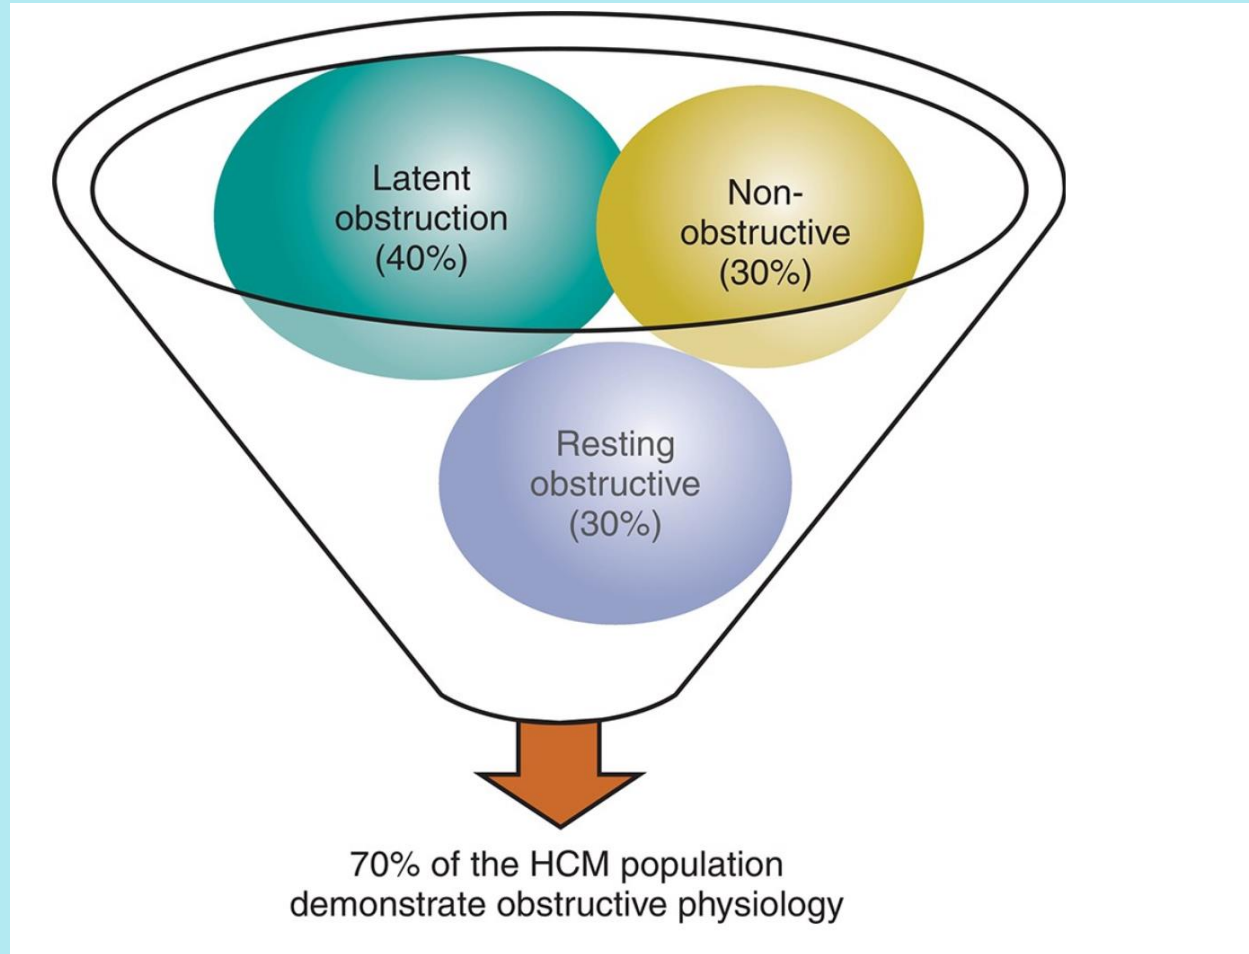 Latent
obstruction
(40%)
Non-
obstructive
(30%)
Resting
obstructive
(30%)
70% of the HCM population
demonstrate obstructive physiology